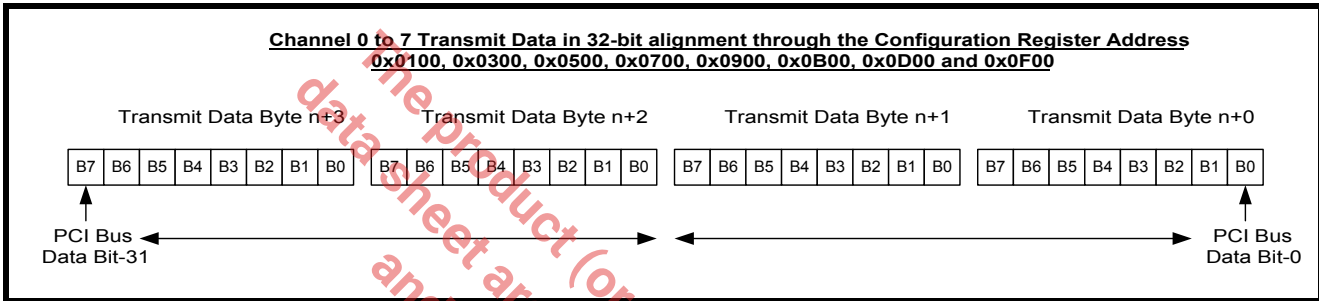 Channel 0 to 7 Transmit Data in 32-bit alignment through the Configuration Register Address
0x0100, 0x0300, 0x0500, 0x0700, 0x0900, 0x0B00, 0x0D00 and 0x0F00
Transmit Data Byte n+3 Transmit Data Byte n+2 Transmit Data Byte n+1 Transmit Data Byte n+0
B7 B6 B5 B4 B3 B2 B1 B0 B7 B6 B5 B4 B3 B2 B1 B0 B7 B6 B5 B4 B3 B2 B1 B0 B7 B6 B5 B4 B3 B2 B1 B0
PCI Bus PCI Bus
Data Bit-31 Data Bit-0
The product (or
data sheet ar
and